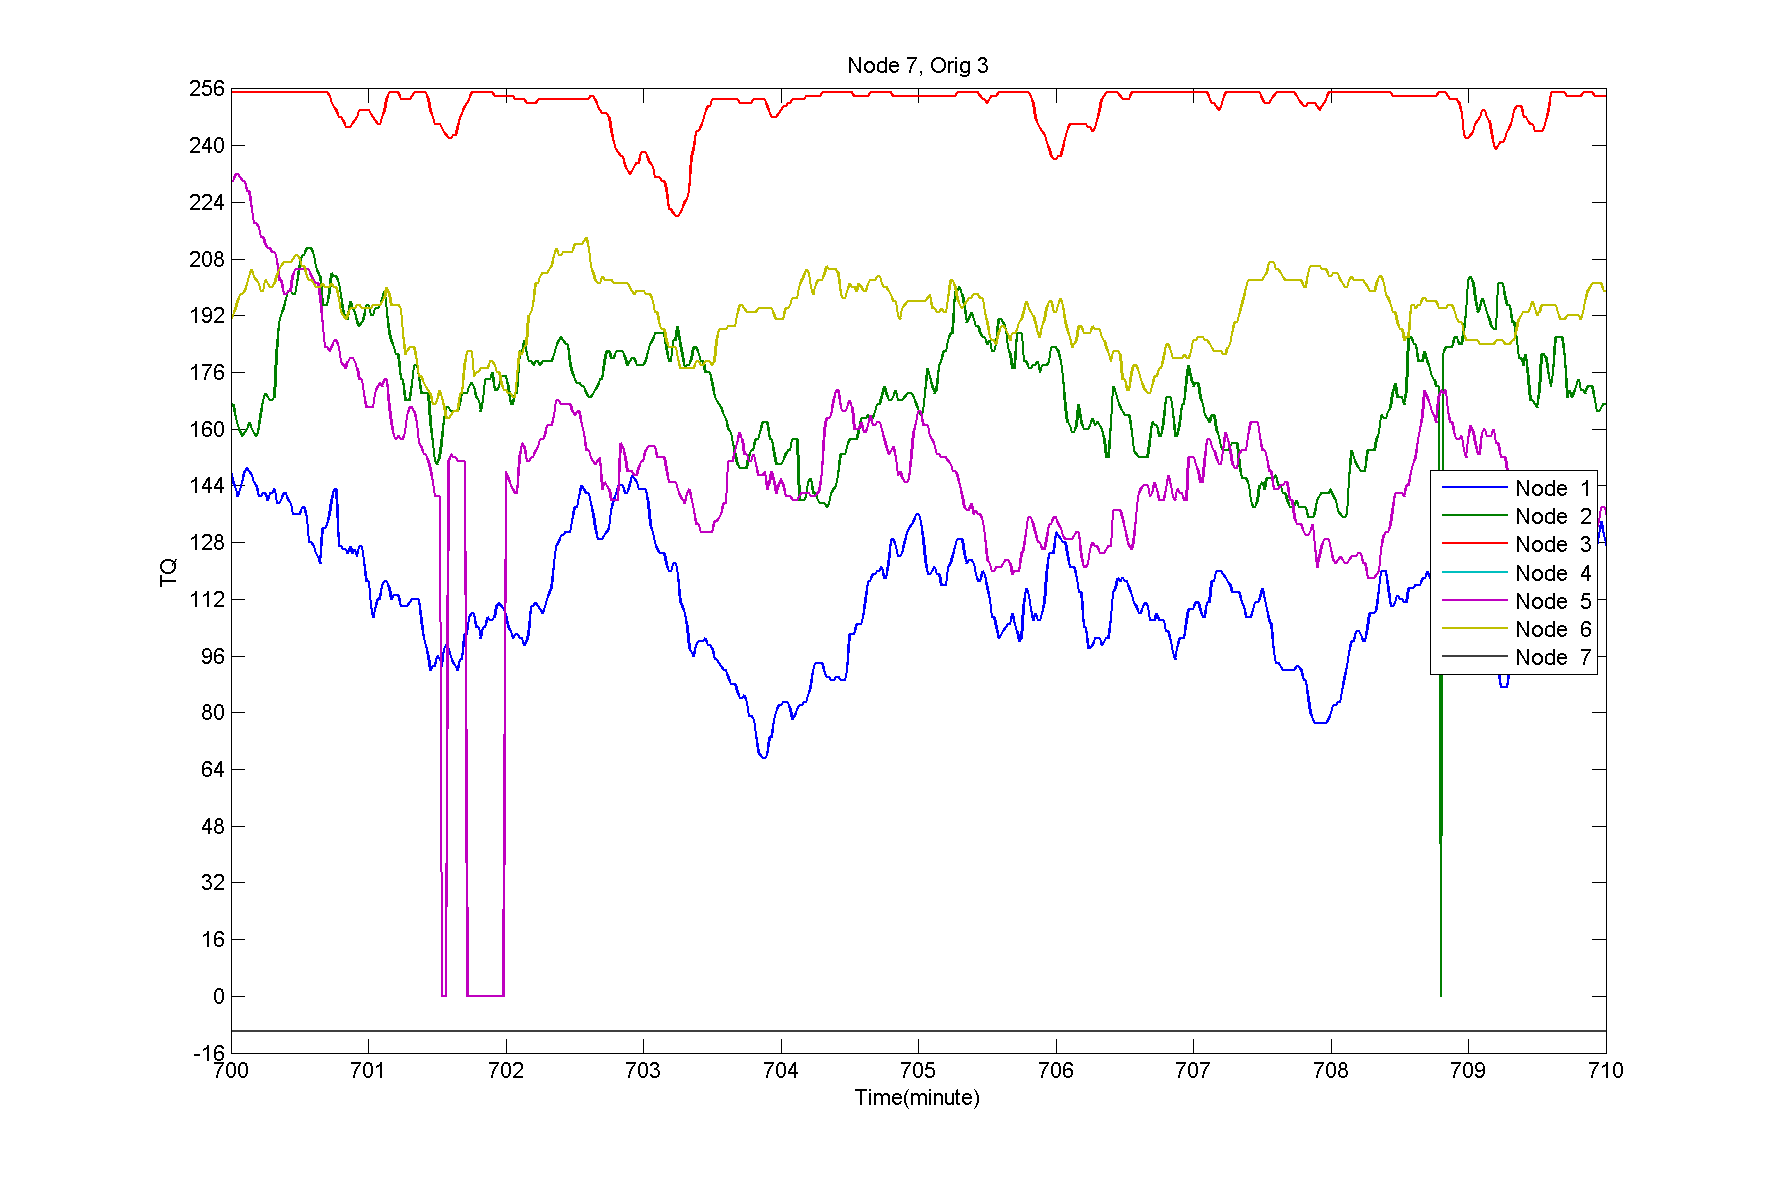 Node 7, Orig 3
256
240
224
208
192
176
160
144
128
112
96
80
64
48
32
16
0
-16
TQ
700 701 702 703 704 705 706 707 708 709 710
Time(minute)
Node 1
Node 2
Node 3
Node 4
Node 5
Node 6
Node 7